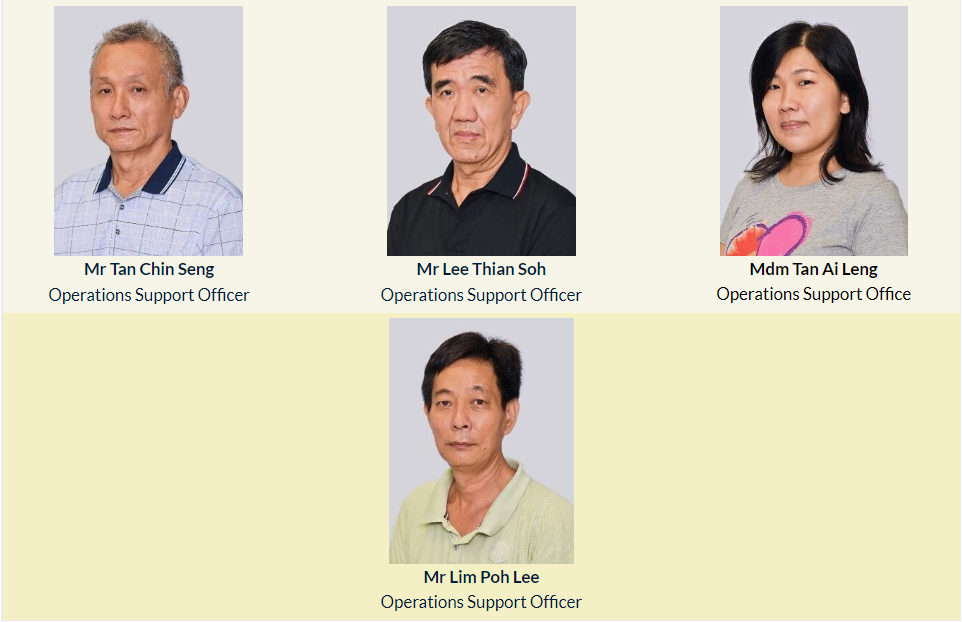 Mr Tan Chin Seng
Operations Support Officer
Mr Lee Thian Soh
Operations Support Officer
Mdm Tan Ai Leng
Operations Support Office
Mr Lim Poh Lee
Operations Support Officer